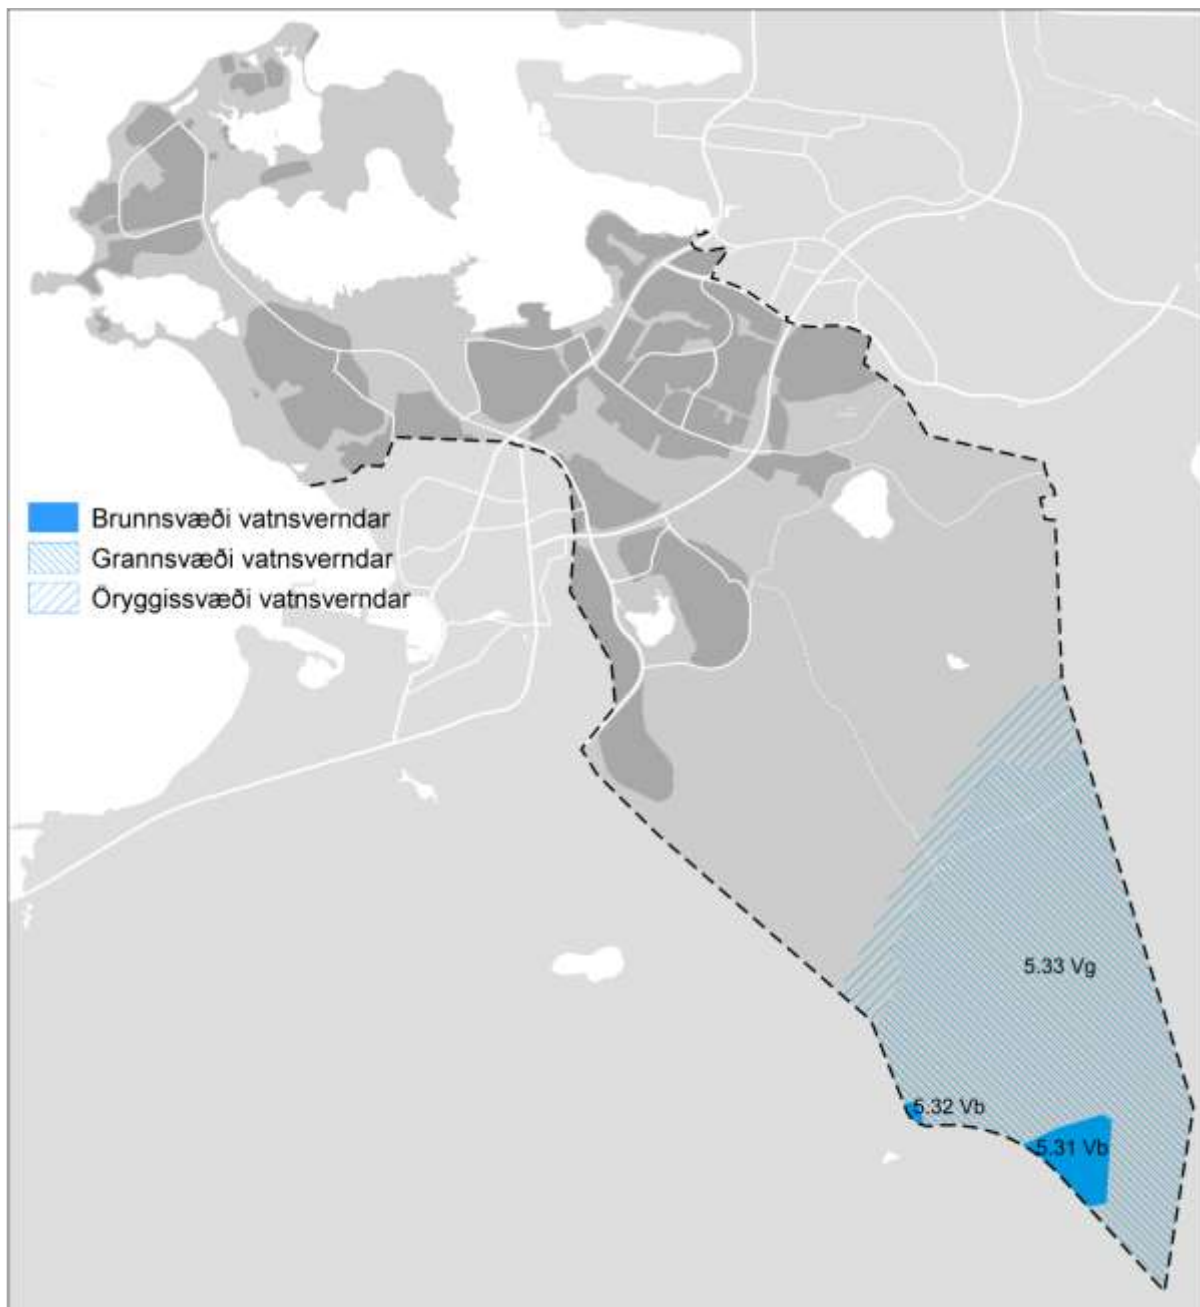 Brunnsvæði vatnsverndar
Grannsvæði vatnsverndar
Öryggissvæði vatnsverndar
5.33 Vg
5.32 Vb
5.31 Vb